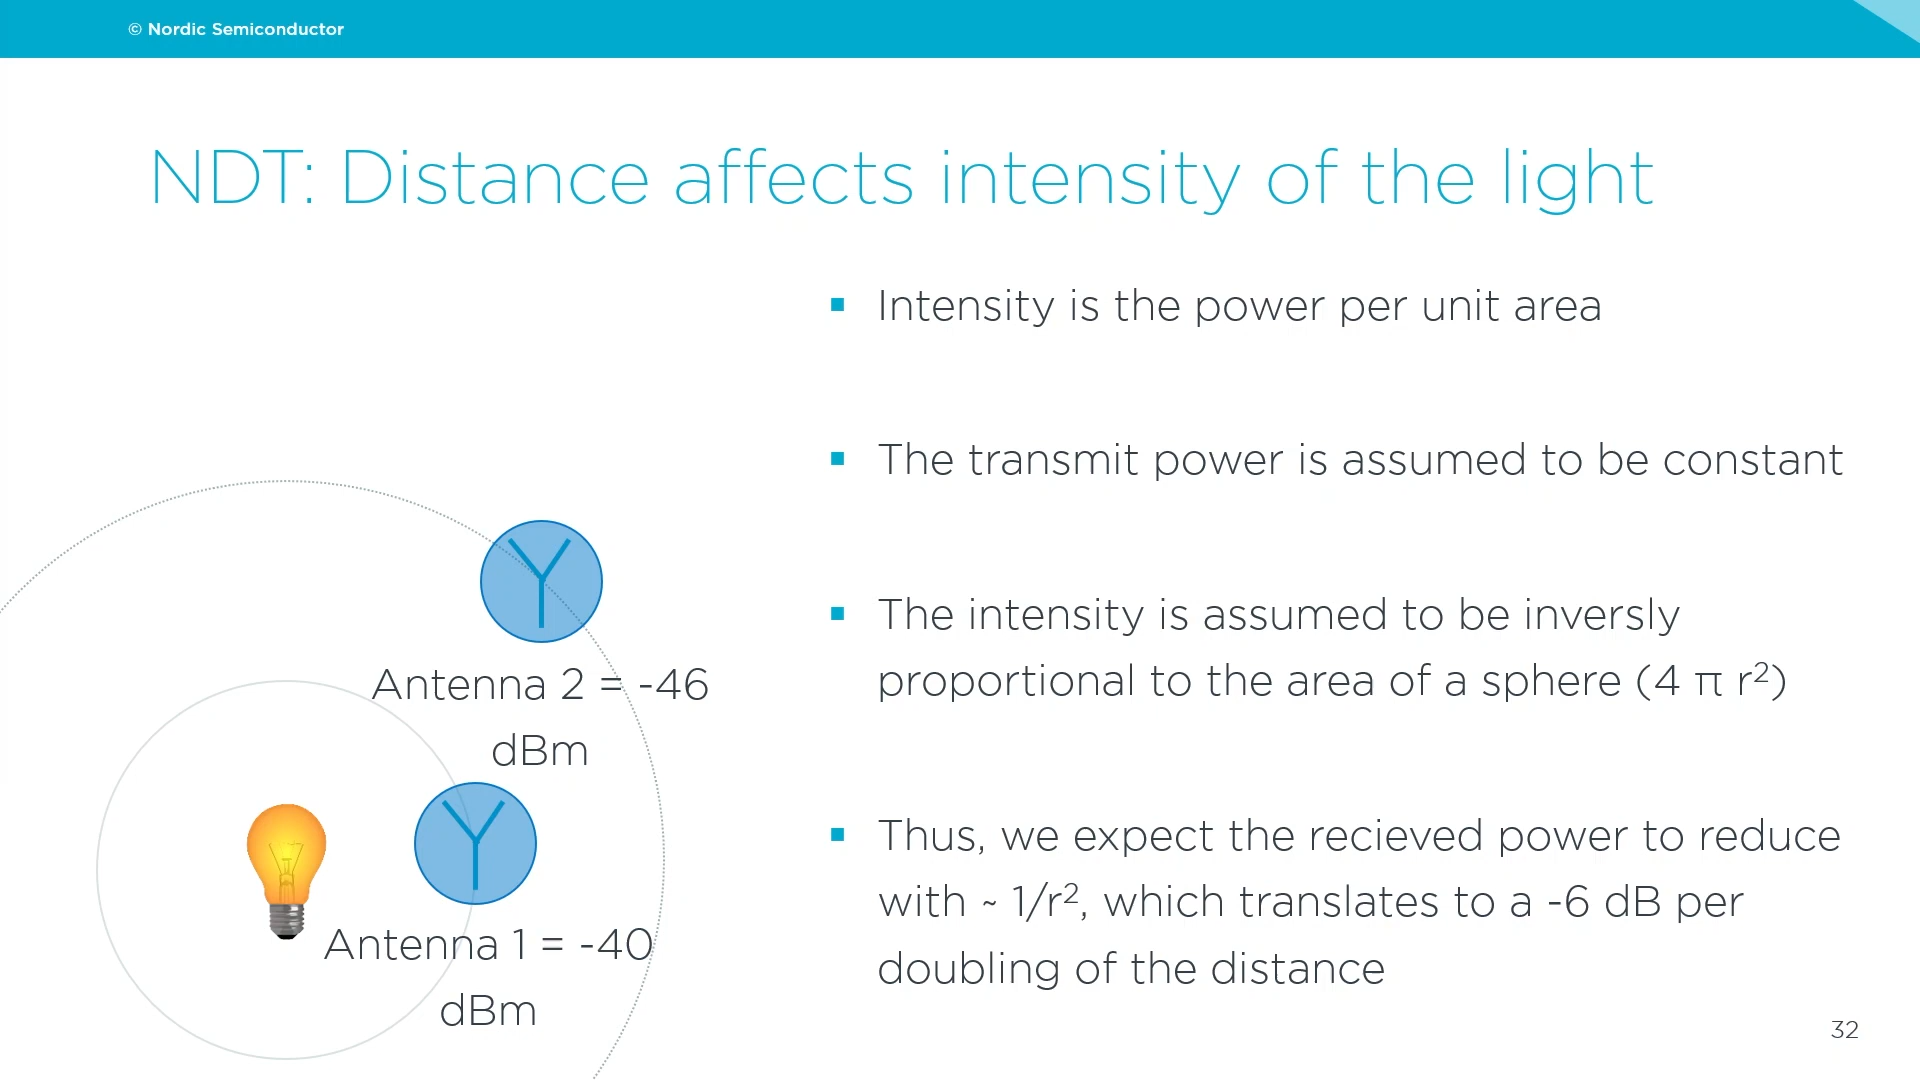 © Nordic Semiconductor
NDT: Distance affects intensity of the light
▪ Intensity is the power per unit area
▪ The transmit power is assumed to be constant
▪ The intensity is assumed to be inversly
proportional to the area of a sphere (4 π r²)
▪ Thus, we expect the recieved power to reduce
with ~ 1/r², which translates to a -6 dB per
doubling of the distance
Antenna 2 = -46
dBm
Antenna 1 = -40
dBm
32